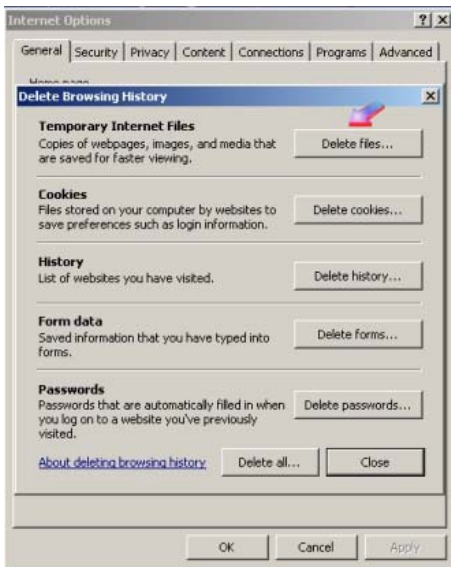 Internet Options
General Security Privacy Content Connections Programs Advanced
Home page
Delete Browsing History
Temporary Internet Files
Copies of webpages, images, and media that
are saved for faster viewing.
Delete files...
Cookies
Files stored on your computer by websites to
save preferences such as login information.
Delete cookies...
History
List of websites you have visited.
Delete history...
Form data
Saved information that you have typed into
forms.
Delete forms...
Passwords
Passwords that are automatically filled in when
you log on to a website you've previously
visited.
Delete passwords...
About deleting browsing history
Delete all...
Close
OK
Cancel
Apply